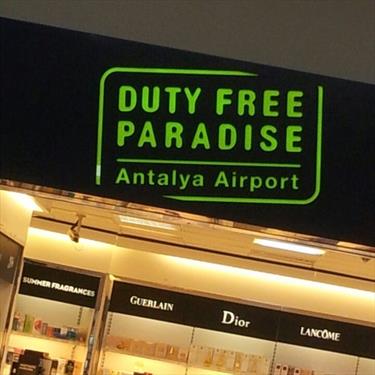 DUTY FREE
PARADISE
Antalya Airport
SUMMER FRAGRANCES
GUERLAIN
Dior
LANCÔME